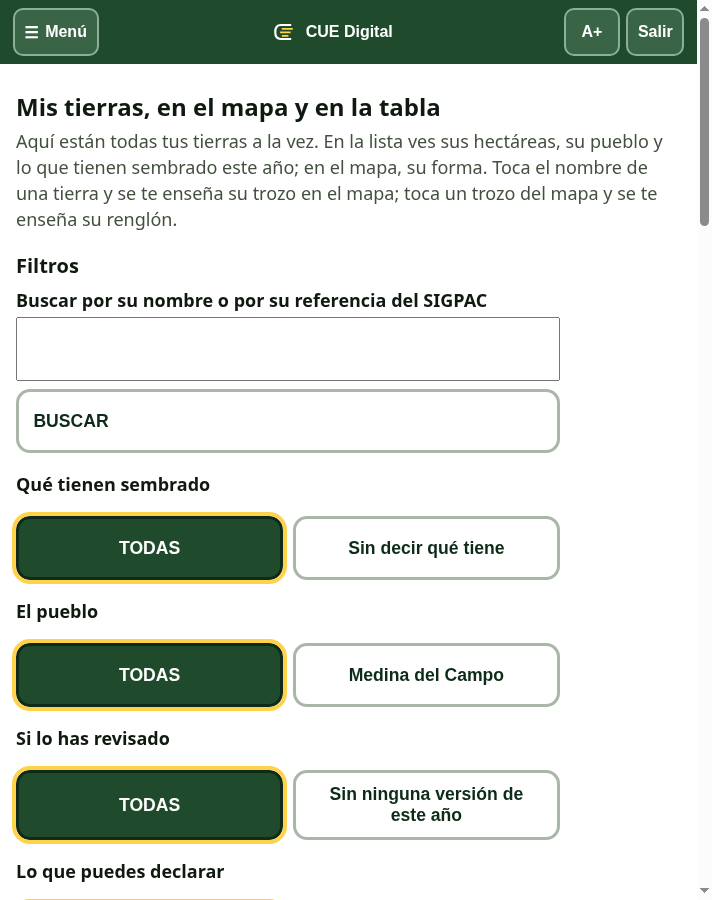 ☰ Menú
CUE Digital
A+
Salir
Mis tierras, en el mapa y en la tabla
Aquí están todas tus tierras a la vez. En la lista ves sus hectáreas, su pueblo y
lo que tienen sembrado este año; en el mapa, su forma. Toca el nombre de
una tierra y se te enseña su trozo en el mapa; toca un trozo del mapa y se te
enseña su renglón.
Filtros
Buscar por su nombre o por su referencia del SIGPAC
BUSCAR
Qué tienen sembrado
TODAS
Sin decir qué tiene
El pueblo
TODAS
Medina del Campo
Si lo has revisado
TODAS
Sin ninguna versión de
este año
Lo que puedes declarar